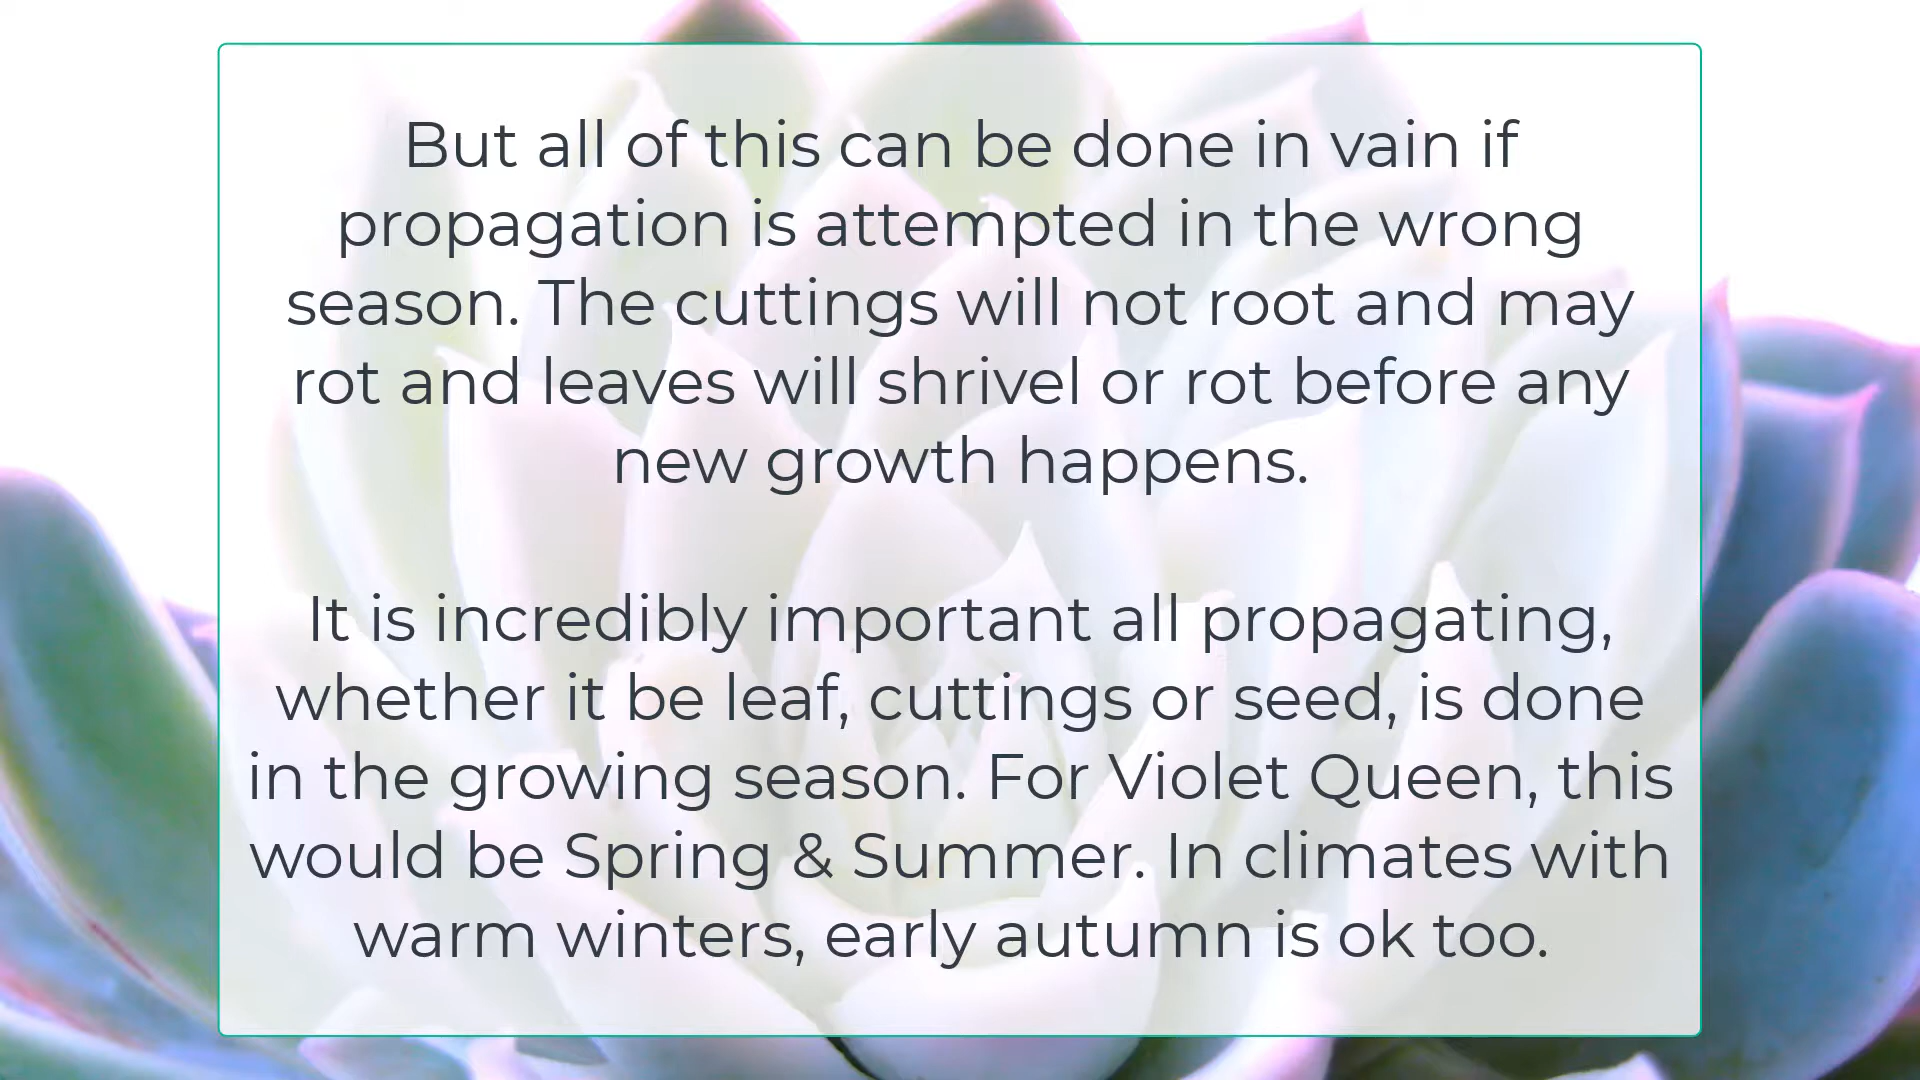 But all of this can be done in vain if
propagation is attempted in the wrong
season. The cuttings will not root and may
rot and leaves will shrivel or rot before any
new growth happens.
It is incredibly important all propagating,
whether it be leaf, cuttings or seed, is done
in the growing season. For Violet Queen, this
would be Spring & Summer. In climates with
warm winters, early autumn is ok too.